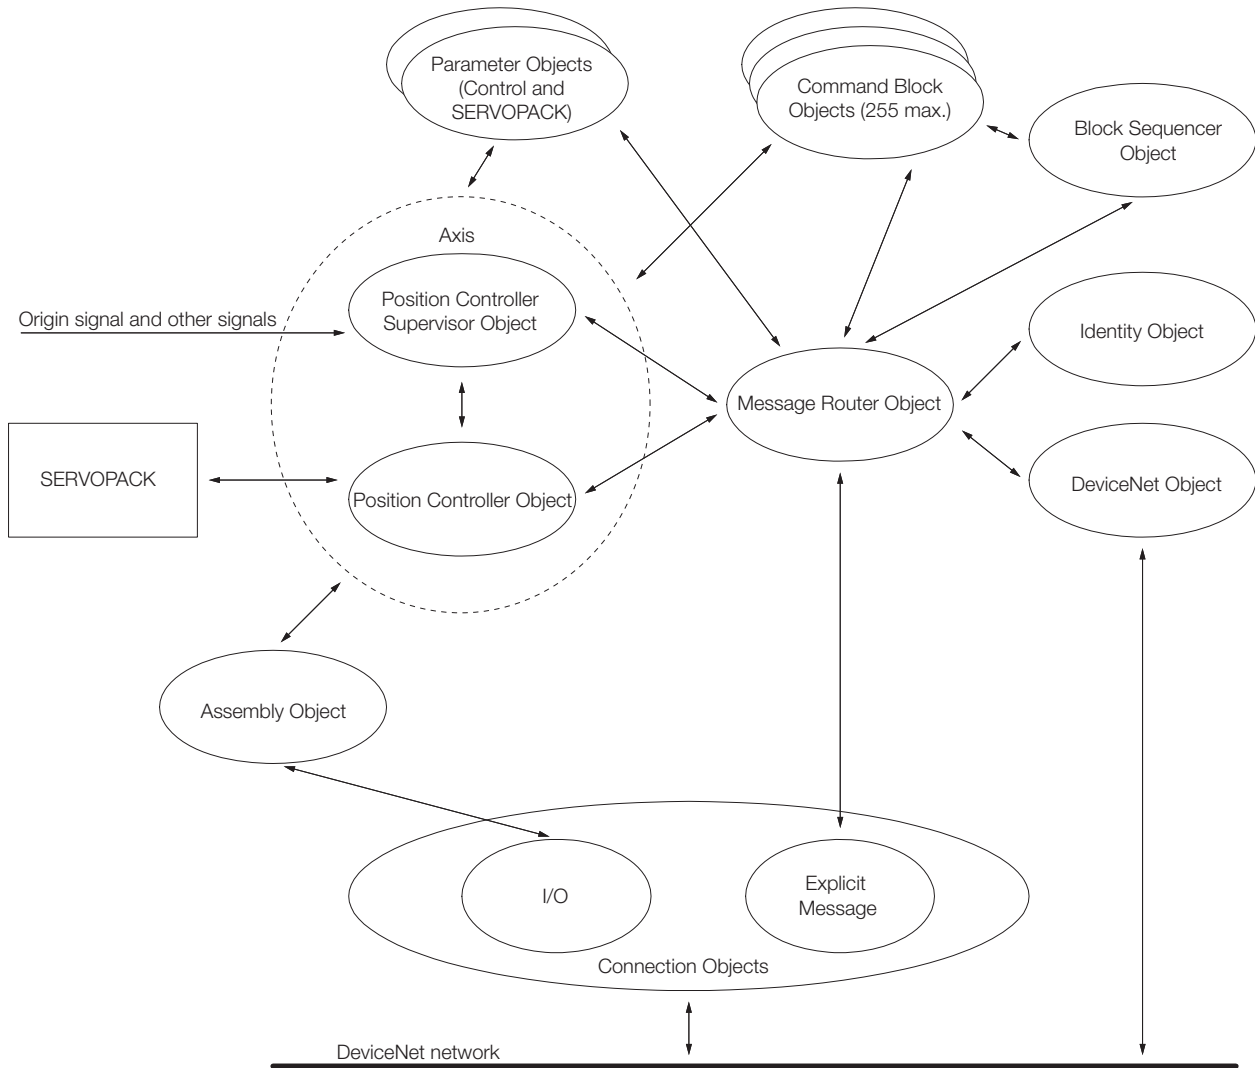 Parameter Objects
(Control and
SERVOPACK)
Command Block
Objects (255 max.)
Block Sequencer
Object
Axis
Position Controller
Supervisor Object
Origin signal and other signals
Identity Object
Message Router Object
SERVOPACK
Position Controller Object
DeviceNet Object
Assembly Object
I/O
Explicit
Message
Connection Objects
DeviceNet network